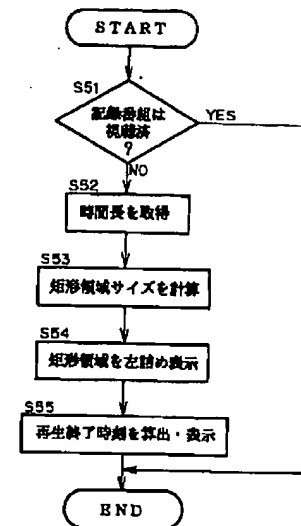 START
S51
記録番組は
視聴済
?
YES
NO
S52
時間長を取得
S53
矩形領域サイズを計算
S54
矩形領域を左詰め表示
S55
再生終了時刻を算出・表示
END